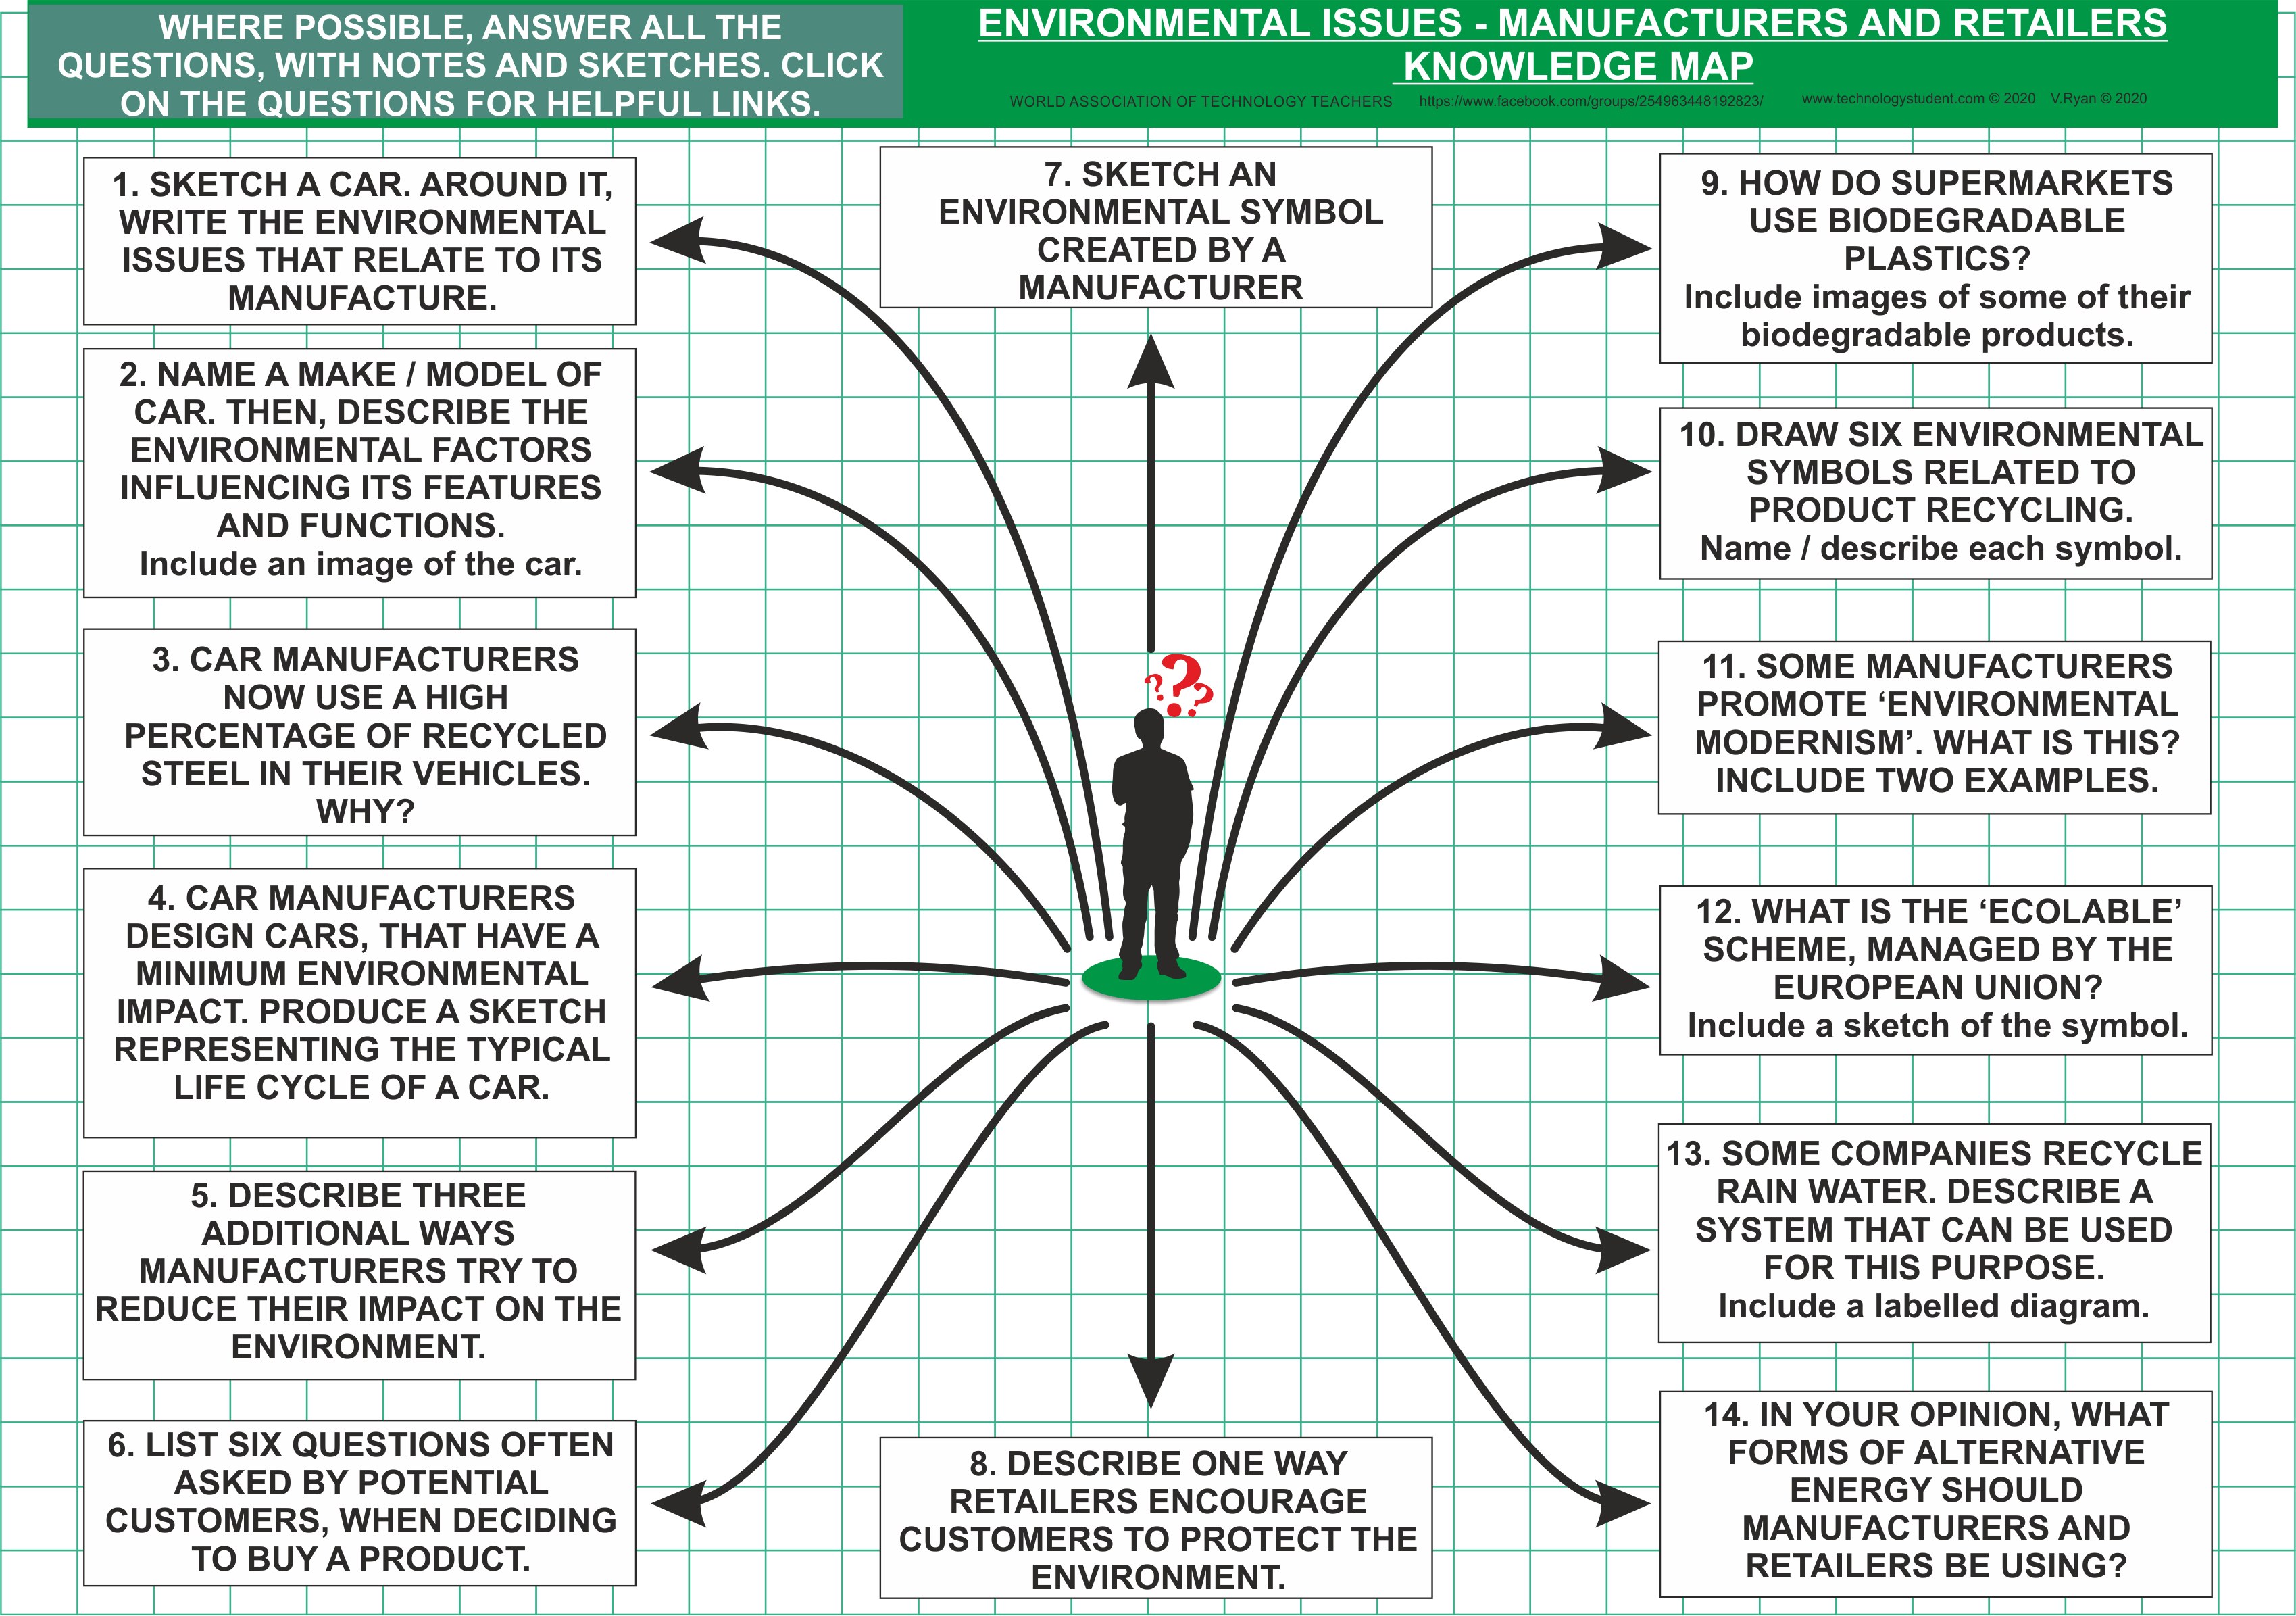 WHERE POSSIBLE, ANSWER ALL THE
QUESTIONS, WITH NOTES AND SKETCHES. CLICK
ON THE QUESTIONS FOR HELPFUL LINKS.
ENVIRONMENTAL ISSUES - MANUFACTURERS AND RETAILERS
KNOWLEDGE MAP
WORLD ASSOCIATION OF TECHNOLOGY TEACHERS https://www.facebook.com/groups/254963448192823/ www.technologystudent.com © 2020 V.Ryan © 2020
1. SKETCH A CAR. AROUND IT,
WRITE THE ENVIRONMENTAL
ISSUES THAT RELATE TO ITS
MANUFACTURE.
2. NAME A MAKE / MODEL OF
CAR. THEN, DESCRIBE THE
ENVIRONMENTAL FACTORS
INFLUENCING ITS FEATURES
AND FUNCTIONS.
Include an image of the car.
3. CAR MANUFACTURERS
NOW USE A HIGH
PERCENTAGE OF RECYCLED
STEEL IN THEIR VEHICLES.
WHY?
4. CAR MANUFACTURERS
DESIGN CARS, THAT HAVE A
MINIMUM ENVIRONMENTAL
IMPACT. PRODUCE A SKETCH
REPRESENTING THE TYPICAL
LIFE CYCLE OF A CAR.
5. DESCRIBE THREE
ADDITIONAL WAYS
MANUFACTURERS TRY TO
REDUCE THEIR IMPACT ON THE
ENVIRONMENT.
6. LIST SIX QUESTIONS OFTEN
ASKED BY POTENTIAL
CUSTOMERS, WHEN DECIDING
TO BUY A PRODUCT.
7. SKETCH AN
ENVIRONMENTAL SYMBOL
CREATED BY A
MANUFACTURER
???
8. DESCRIBE ONE WAY
RETAILERS ENCOURAGE
CUSTOMERS TO PROTECT THE
ENVIRONMENT.
9. HOW DO SUPERMARKETS
USE BIODEGRADABLE
PLASTICS?
Include images of some of their
biodegradable products.
10. DRAW SIX ENVIRONMENTAL
SYMBOLS RELATED TO
PRODUCT RECYCLING.
Name / describe each symbol.
11. SOME MANUFACTURERS
PROMOTE ‘ENVIRONMENTAL
MODERNISM’. WHAT IS THIS?
INCLUDE TWO EXAMPLES.
12. WHAT IS THE ‘ECOLABLE’
SCHEME, MANAGED BY THE
EUROPEAN UNION?
Include a sketch of the symbol.
13. SOME COMPANIES RECYCLE
RAIN WATER. DESCRIBE A
SYSTEM THAT CAN BE USED
FOR THIS PURPOSE.
Include a labelled diagram.
14. IN YOUR OPINION, WHAT
FORMS OF ALTERNATIVE
ENERGY SHOULD
MANUFACTURERS AND
RETAILERS BE USING?